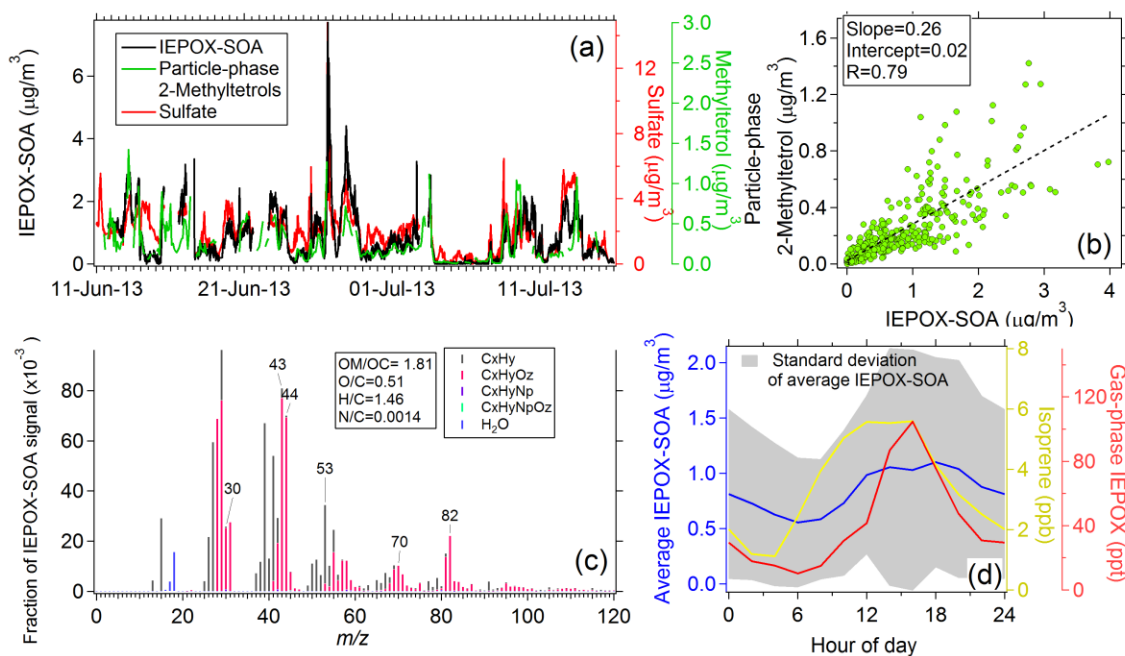 (a)
IEPOX-SOA (µg/m³)
6
4
2
0
IEPOX-SOA
Particle-phase
2-Methyltetrols
Sulfate
11-Jun-13
21-Jun-13
01-Jul-13
11-Jul-13
12
8
4
0
Sulfate (µg/m³)
3.0
2.5
2.0
1.5
1.0
0.5
0.0
Methyltetrol (µg/m³)
(b)
Particle-phase
2-Methyltetrol (µg/m³)
1.6
1.2
0.8
0.4
0.0
Slope=0.26
Intercept=0.02
R=0.79
0
1
2
3
4
IEPOX-SOA (µg/m³)
(c)
Fraction of IEPOX-SOA signal (x10⁻³)
80
60
40
20
0
43
44
30
53
70
82
OM/OC= 1.81
O/C=0.51
H/C=1.46
N/C=0.0014
CxHy
CxHyOz
CxHyNp
CxHyNpOz
H₂O
0
20
40
60
80
100
120
m/z
(d)
Average IEPOX-SOA (µg/m³)
2.0
1.5
1.0
0.5
0.0
Standard deviation
of average IEPOX-SOA
0
6
12
18
24
Hour of day
8
6
4
2
0
Isoprene (ppb)
120
80
40
0
Gas-phase IEPOX
(ppt)